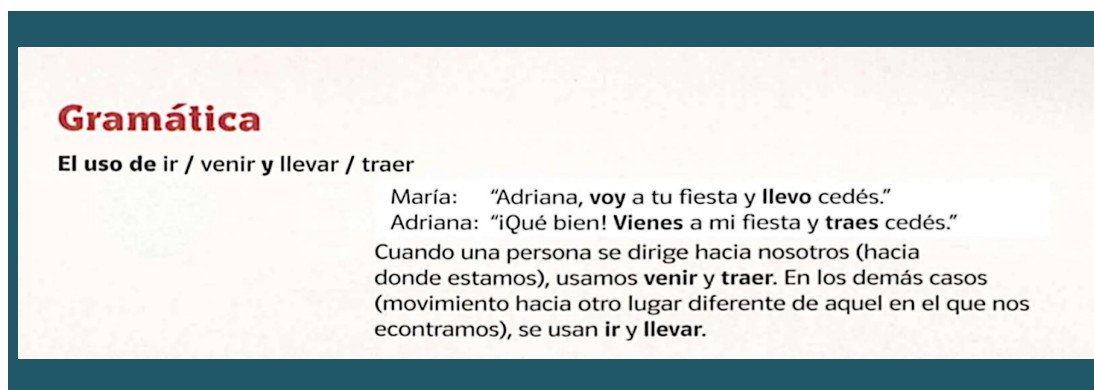 Gramática
El uso de ir / venir y llevar / traer
María: “Adriana, voy a tu fiesta y llevo cedés.”
Adriana: “¡Qué bien! Vienes a mi fiesta y traes cedés.”
Cuando una persona se dirige hacia nosotros (hacia
donde estamos), usamos venir y traer. En los demás casos
(movimiento hacia otro lugar diferente de aquel en el que nos
econtramos), se usan ir y llevar.